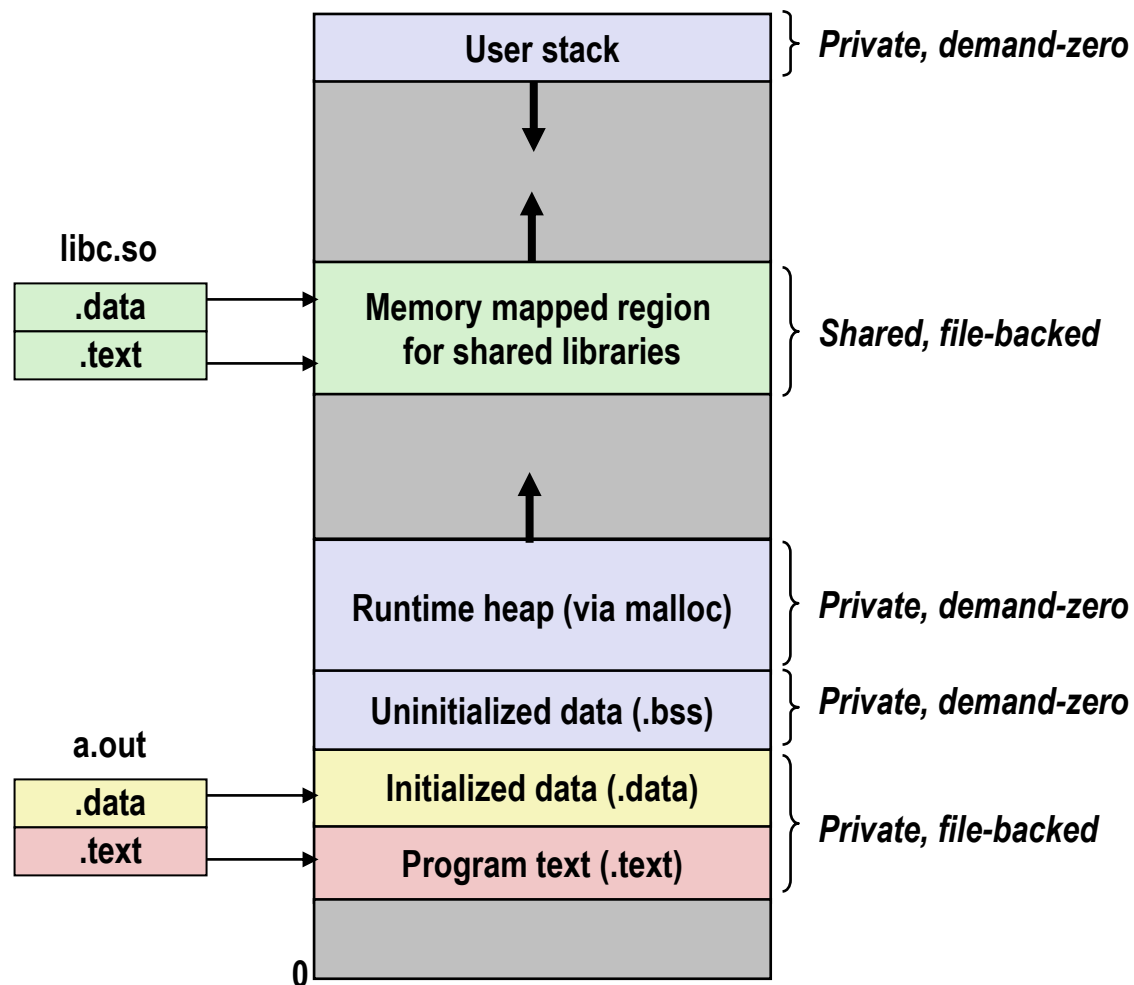 User stack
Private, demand-zero
libc.so
.data
.text
Memory mapped region
for shared libraries
Shared, file-backed
Runtime heap (via malloc)
Private, demand-zero
Uninitialized data (.bss)
Private, demand-zero
a.out
.data
.text
Initialized data (.data)
Program text (.text)
Private, file-backed
0